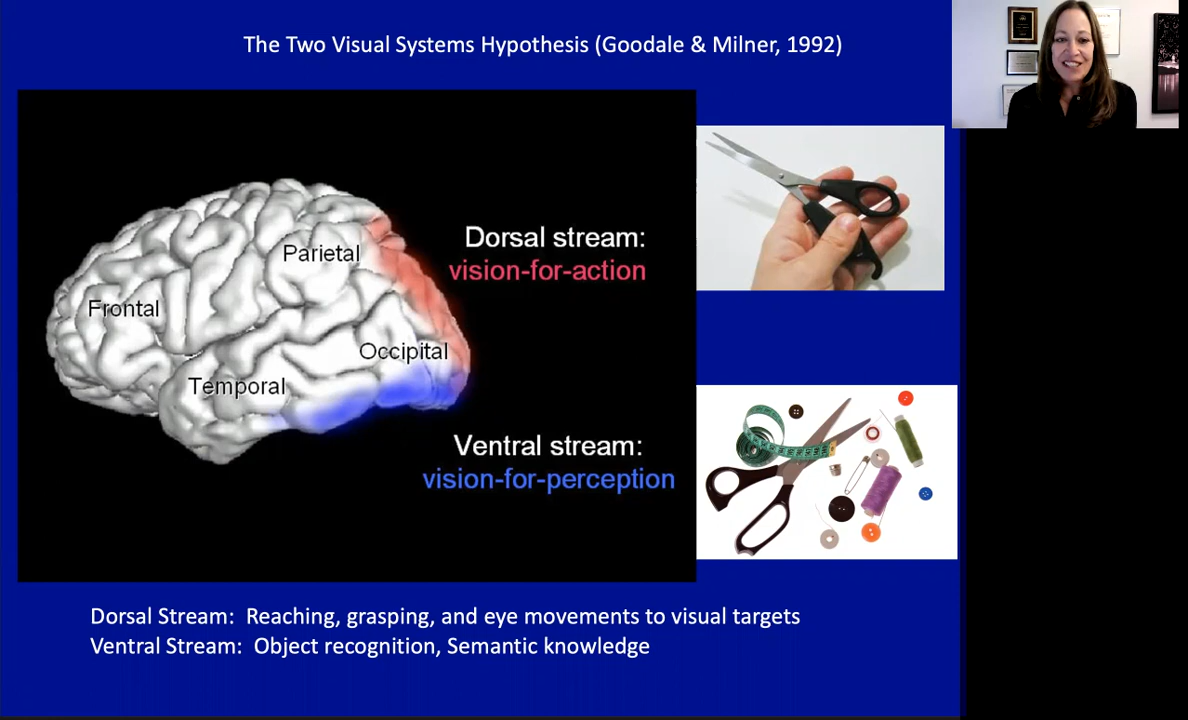 The Two Visual Systems Hypothesis (Goodale & Milner, 1992)
Parietal
Frontal
Occipital
Temporal
Dorsal stream:
vision-for-action
Ventral stream:
vision-for-perception
Dorsal Stream: Reaching, grasping, and eye movements to visual targets
Ventral Stream: Object recognition, Semantic knowledge